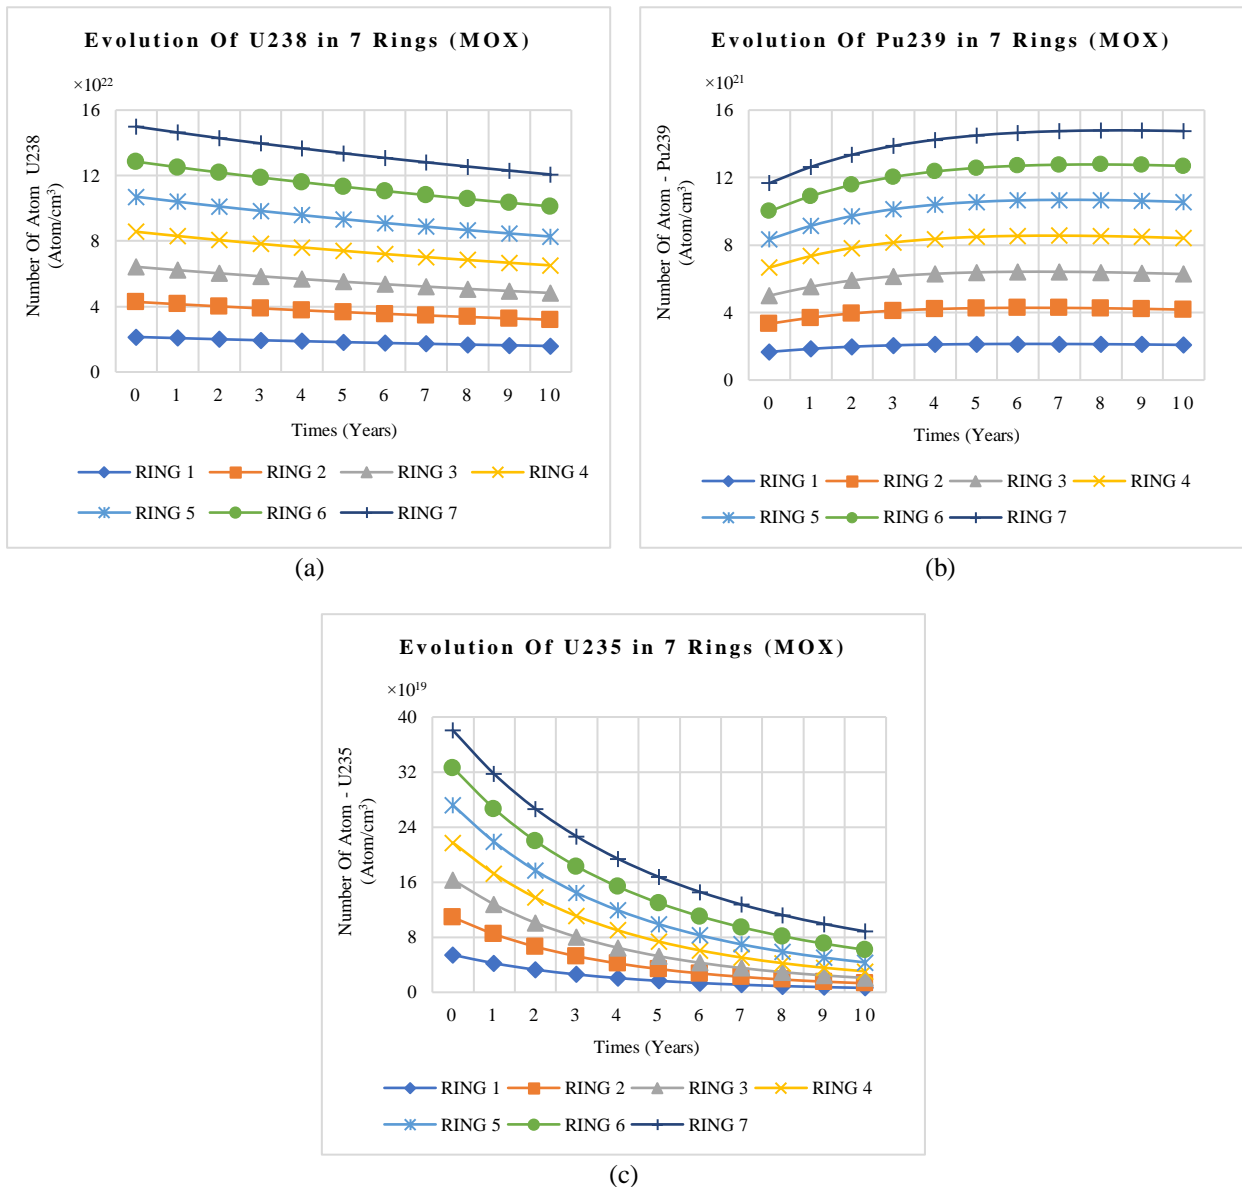 Evolution Of U238 in 7 Rings (MOX)
×10²²
Number Of Atom U238
(Atom/cm³)
16
12
8
4
0
0 1 2 3 4 5 6 7 8 9 10
Times (Years)
RING 1 RING 2 RING 3 RING 4
RING 5 RING 6 RING 7
(a)
Evolution Of Pu239 in 7 Rings (MOX)
×10²¹
Number Of Atom - Pu239
(Atom/cm³)
16
12
8
4
0
0 1 2 3 4 5 6 7 8 9 10
Times (Years)
RING 1 RING 2 RING 3 RING 4
RING 5 RING 6 RING 7
(b)
Evolution Of U235 in 7 Rings (MOX)
×10¹⁹
Number Of Atom - U235
(Atom/cm³)
40
32
24
16
8
0
0 1 2 3 4 5 6 7 8 9 10
Times (Years)
RING 1 RING 2 RING 3 RING 4
RING 5 RING 6 RING 7
(c)